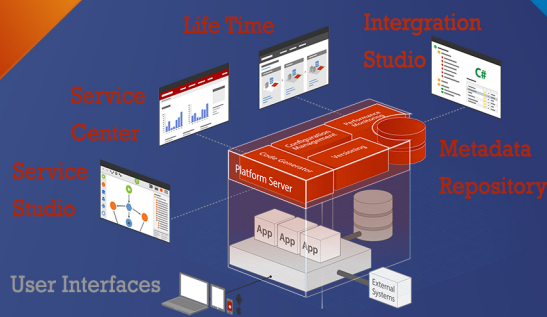 Life Time
Intergration
Studio
C#
Service
Center
Performance
Monitoring
Configuration
Management
Code Generator
Versioning
Platform Server
Metadata
Repository
Service
Studio
App
App
App
User Interfaces
External
Systems